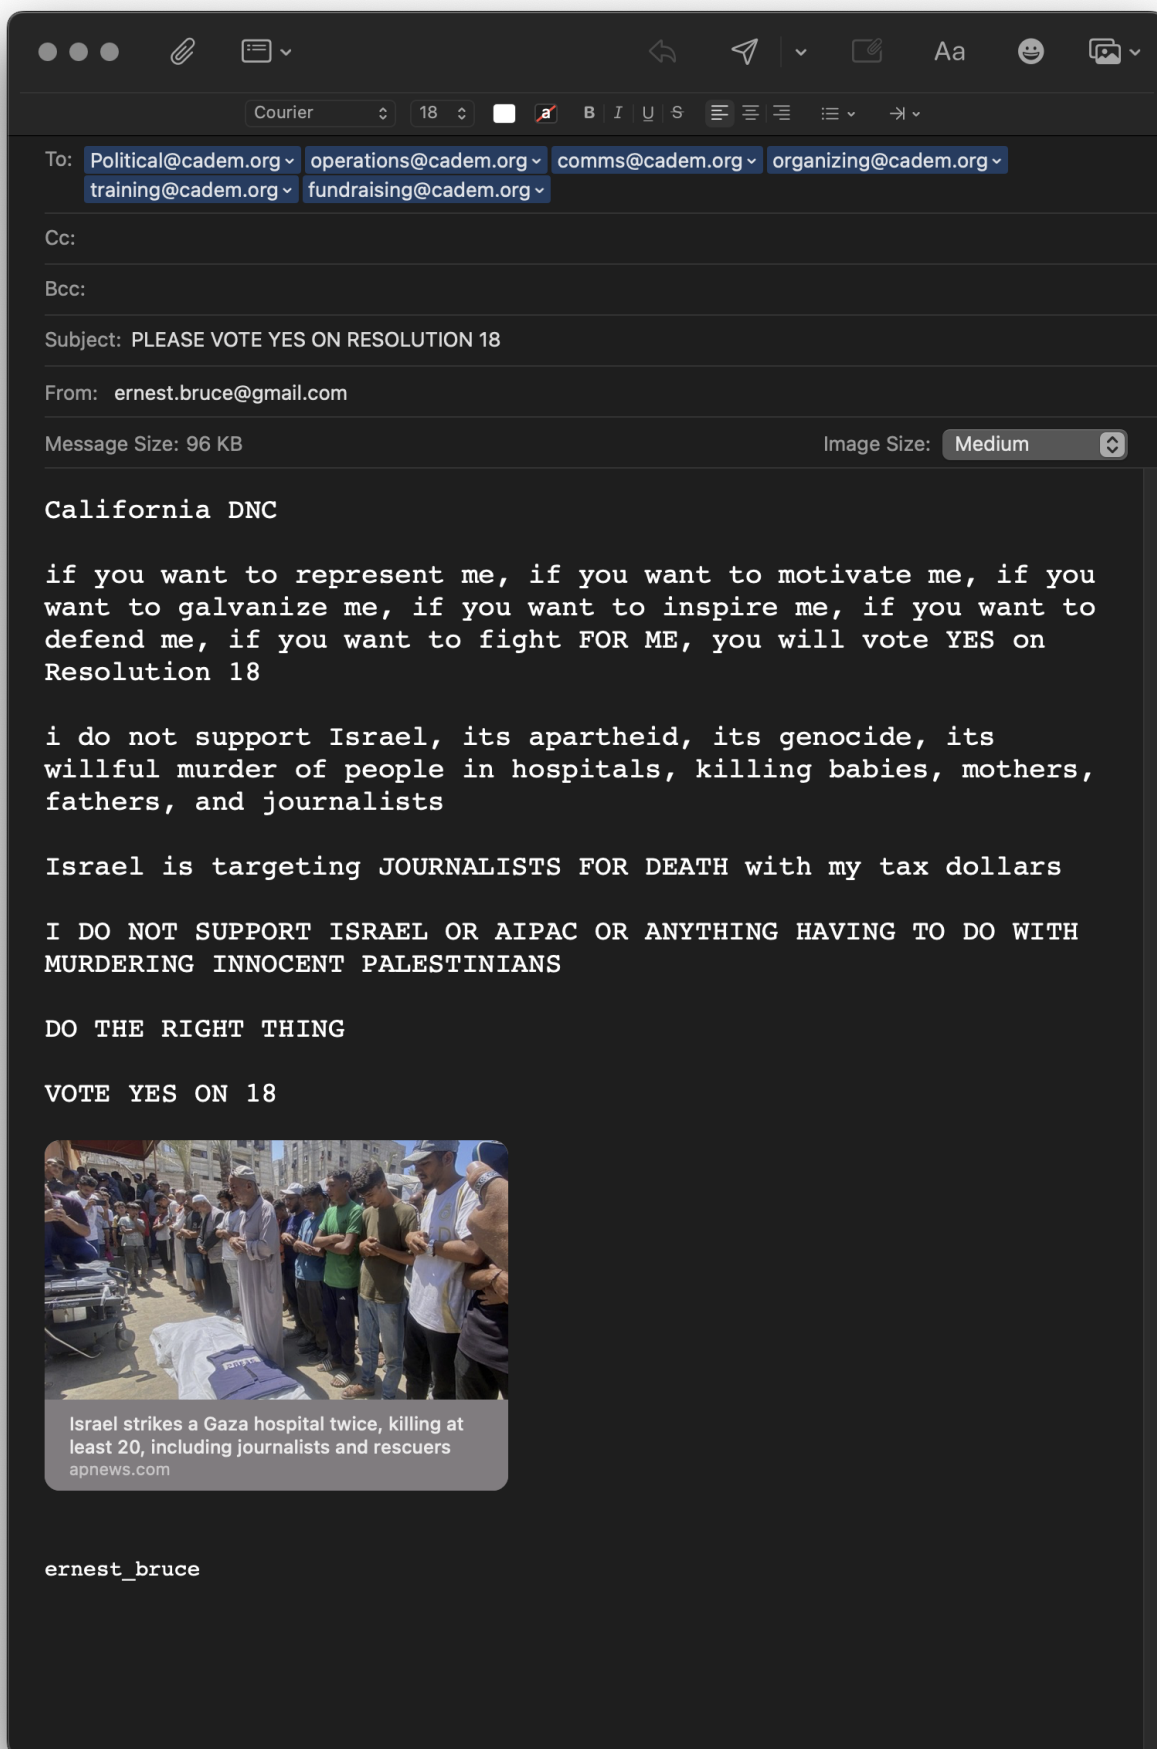 Aa
Courier
18
a
B I U S
To: Political@cadem.org operations@cadem.org comms@cadem.org organizing@cadem.org
training@cadem.org fundraising@cadem.org
Cc:
Bcc:
Subject: PLEASE VOTE YES ON RESOLUTION 18
From: ernest.bruce@gmail.com
Message Size: 96 KB Image Size: Medium
California DNC
if you want to represent me, if you want to motivate me, if you
want to galvanize me, if you want to inspire me, if you want to
defend me, if you want to fight FOR ME, you will vote YES on
Resolution 18
i do not support Israel, its apartheid, its genocide, its
willful murder of people in hospitals, killing babies, mothers,
fathers, and journalists
Israel is targeting JOURNALISTS FOR DEATH with my tax dollars
I DO NOT SUPPORT ISRAEL OR AIPAC OR ANYTHING HAVING TO DO WITH
MURDERING INNOCENT PALESTINIANS
DO THE RIGHT THING
VOTE YES ON 18
PRESS
Israel strikes a Gaza hospital twice, killing at
least 20, including journalists and rescuers
apnews.com
ernest_bruce